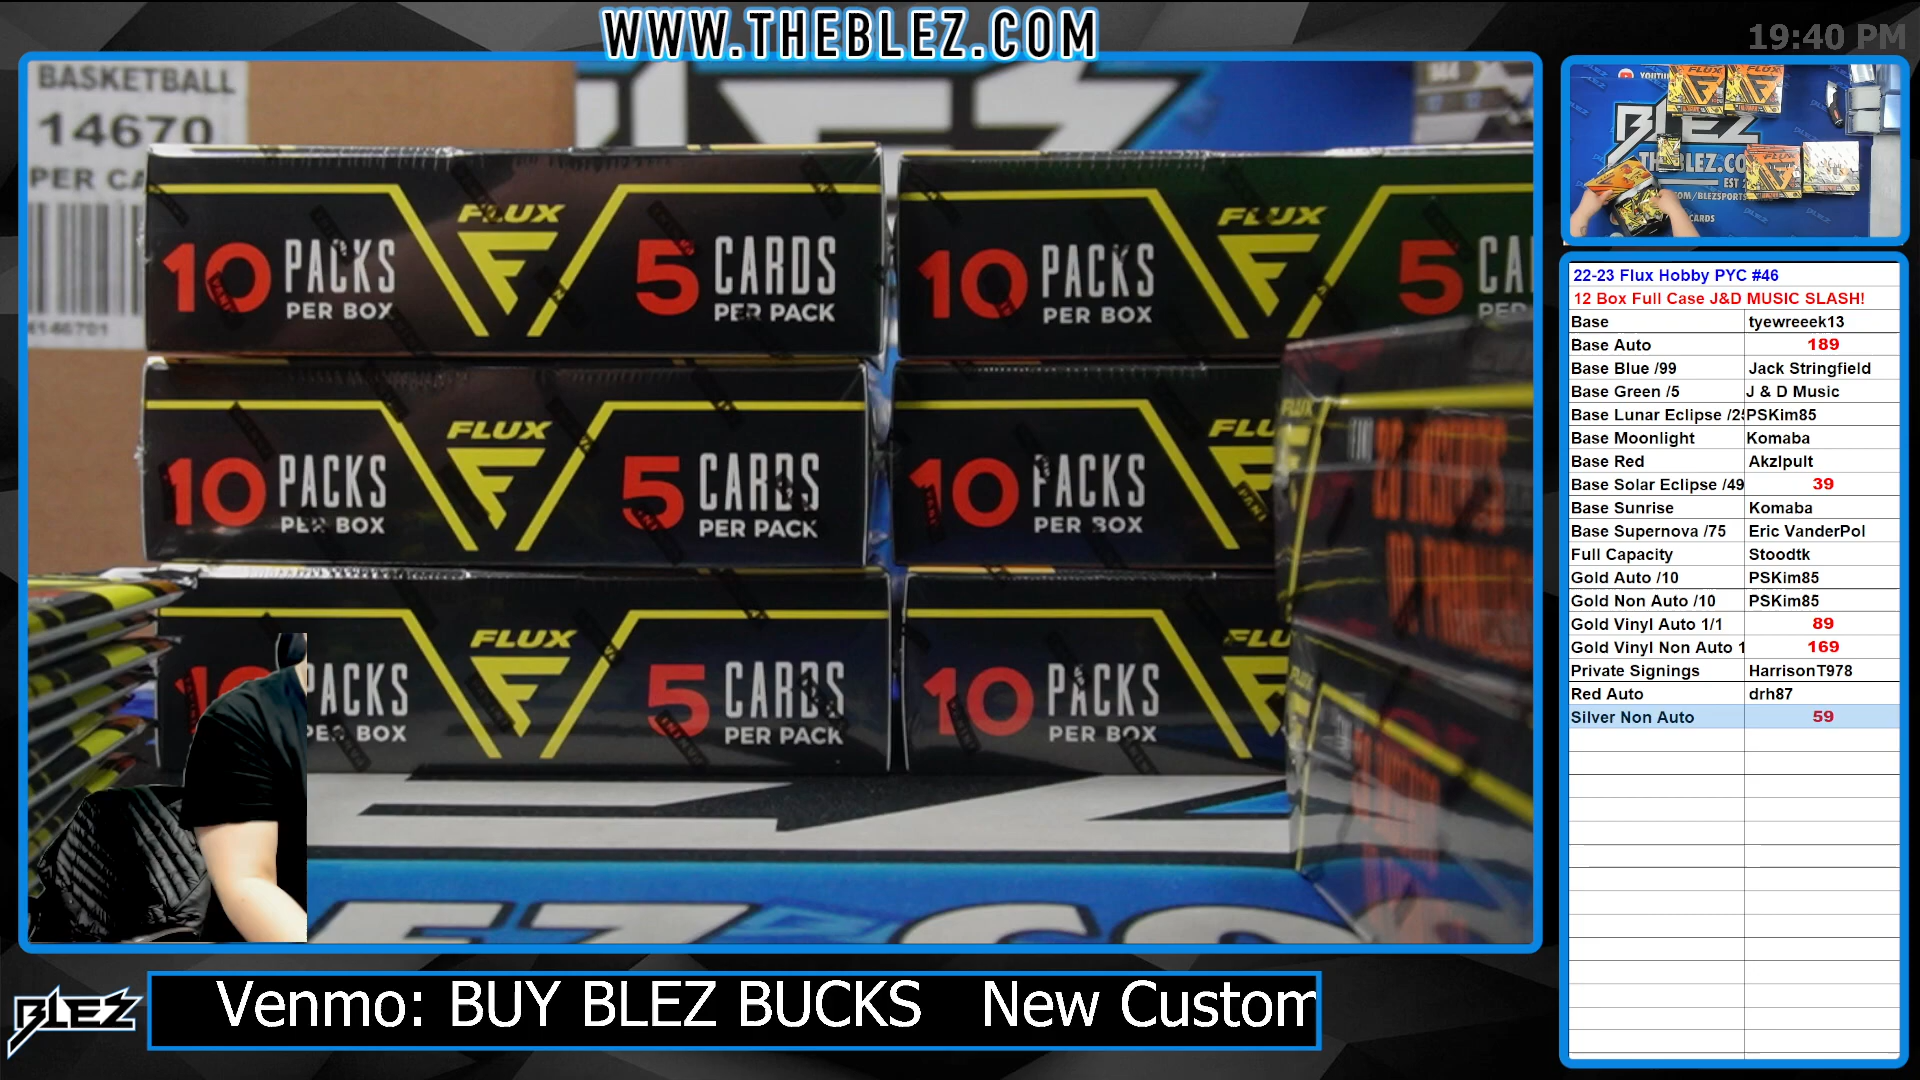 WWW.THEBLEZ.COM
19:40 PM
BASKETBALL
14670
10 PACKS PER BOX
FLUX
5 CARDS PER PACK
10 PACKS PER BOX
FLUX
5
10 PACKS PER BOX
FLUX
5 CARDS PER PACK
10 PACKS PER BOX
PACKS PER BOX
FLUX
5 CARDS PER PACK
10 PACKS PER BOX
BLEZ
22-23 Flux Hobby PYC #46
12 Box Full Case J&D MUSIC SLASH!
Base tyewreeek13
Base Auto 189
Base Blue /99 Jack Stringfield
Base Green /5 J & D Music
Base Lunar Eclipse /25 PSKim85
Base Moonlight Komaba
Base Red Akzlpult
Base Solar Eclipse /49 39
Base Sunrise Komaba
Base Supernova /75 Eric VanderPol
Full Capacity Stoodtk
Gold Auto /10 PSKim85
Gold Non Auto /10 PSKim85
Gold Vinyl Auto 1/1 89
Gold Vinyl Non Auto 1 169
Private Signings HarrisonT978
Red Auto drh87
Silver Non Auto 59
BLEZ
Venmo: BUY BLEZ BUCKS New Custom